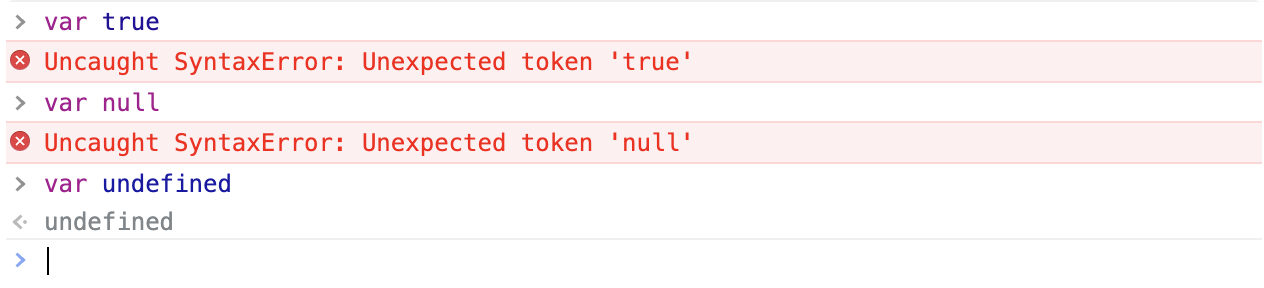 > var true
Uncaught SyntaxError: Unexpected token 'true'
> var null
Uncaught SyntaxError: Unexpected token 'null'
> var undefined
undefined
>